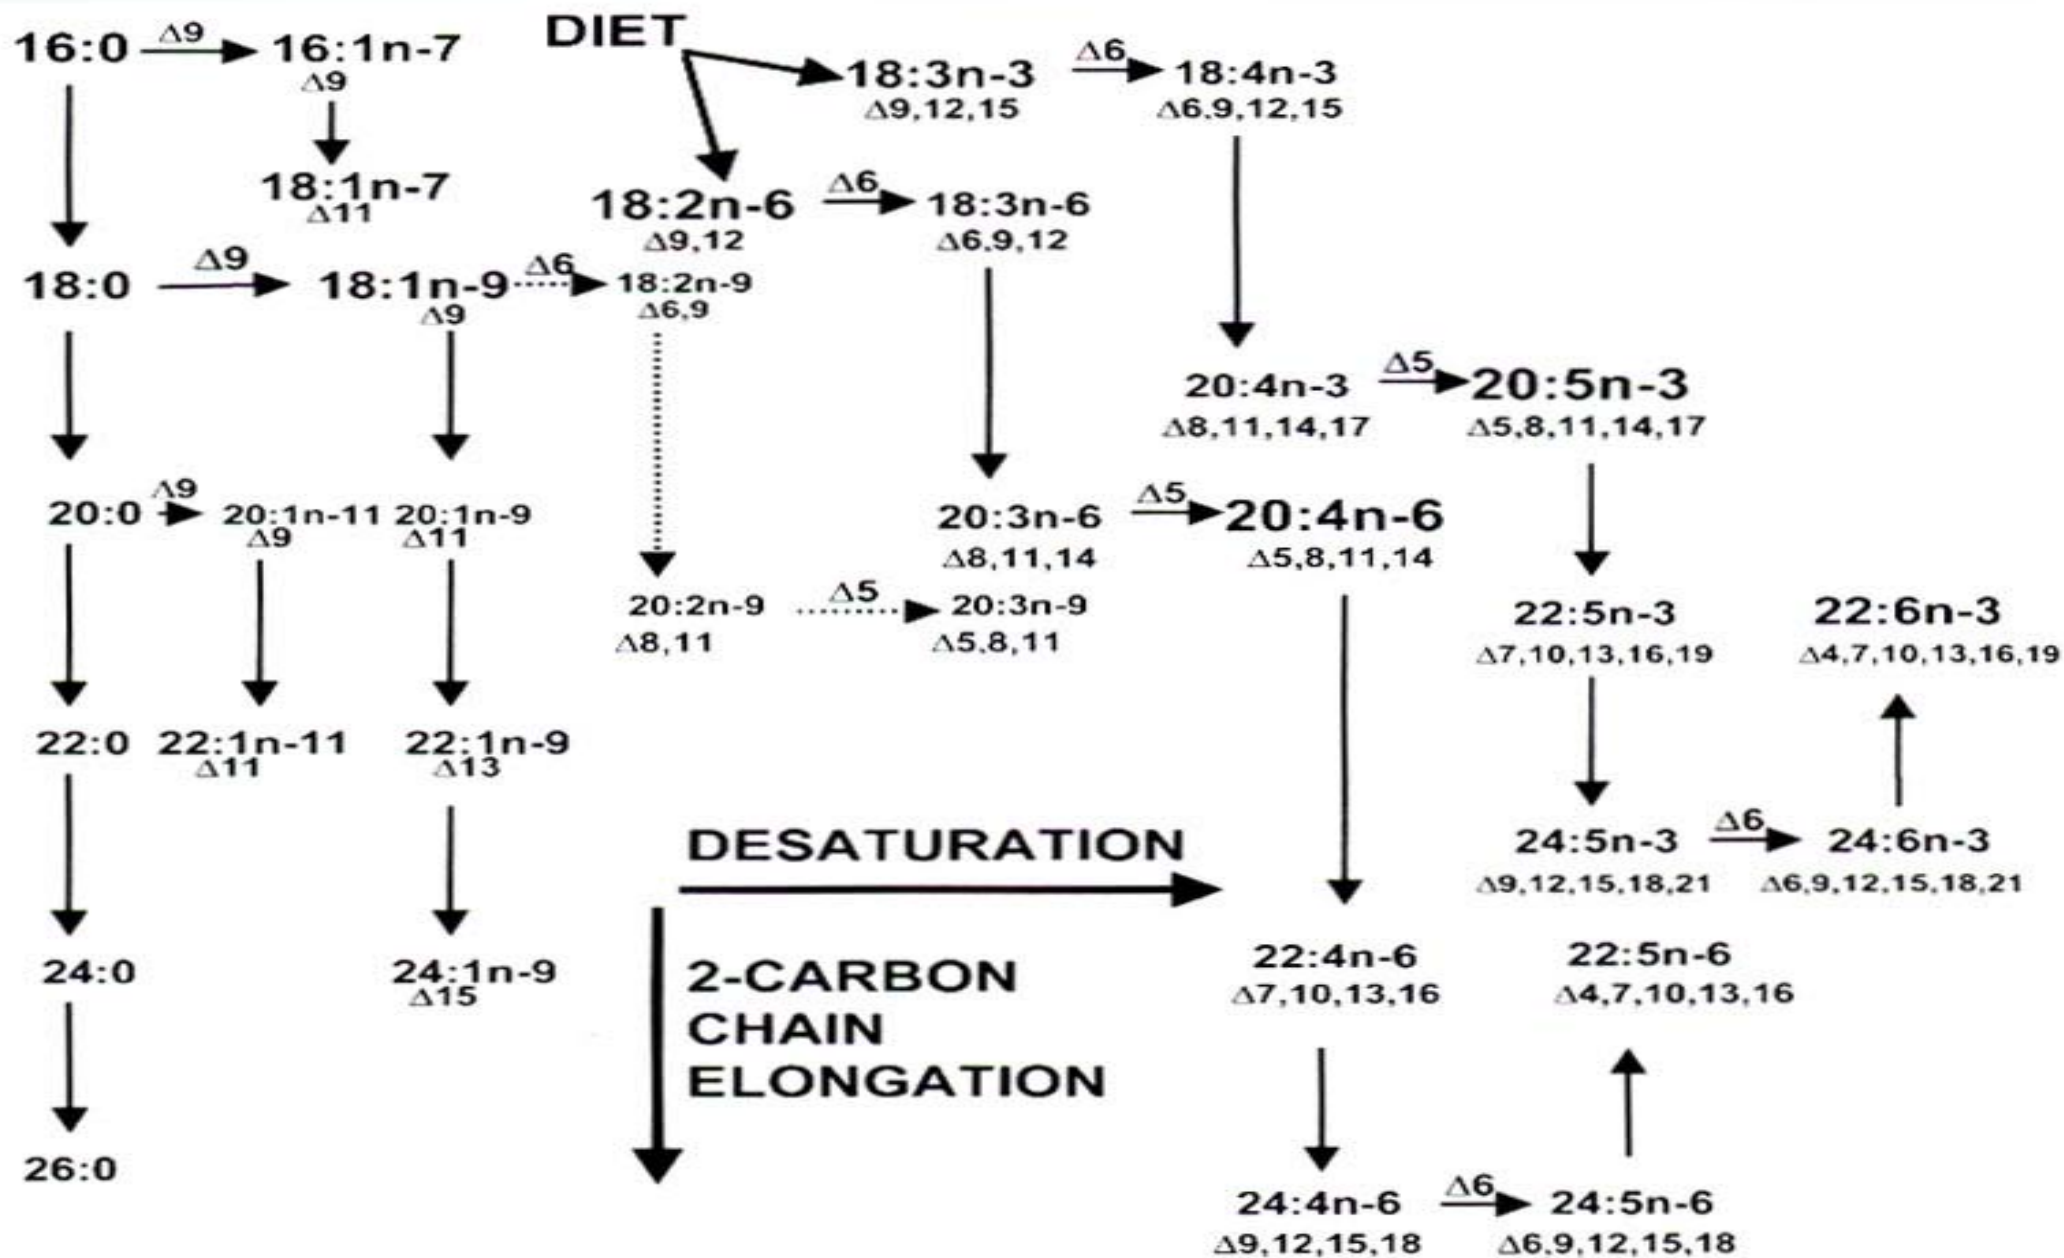 DIET
16:0
Δ9
16:1n-7
Δ9
18:3n-3
Δ9,12,15
Δ6
18:4n-3
Δ6,9,12,15
18:1n-7
Δ11
18:2n-6
Δ9,12
Δ6
18:3n-6
Δ6,9,12
18:0
Δ9
18:1n-9
Δ9
Δ6
18:2n-9
Δ6,9
20:4n-3
Δ8,11,14,17
Δ5
20:5n-3
Δ5,8,11,14,17
20:0
Δ9
20:1n-11
Δ9
20:1n-9
Δ11
20:3n-6
Δ8,11,14
Δ5
20:4n-6
Δ5,8,11,14
20:2n-9
Δ8,11
Δ5
20:3n-9
Δ5,8,11
22:5n-3
Δ7,10,13,16,19
22:6n-3
Δ4,7,10,13,16,19
22:0
22:1n-11
Δ11
22:1n-9
Δ13
DESATURATION
24:5n-3
Δ9,12,15,18,21
Δ6
24:6n-3
Δ6,9,12,15,18,21
24:0
24:1n-9
Δ15
2-CARBON
CHAIN
ELONGATION
22:4n-6
Δ7,10,13,16
22:5n-6
Δ4,7,10,13,16
26:0
24:4n-6
Δ9,12,15,18
Δ6
24:5n-6
Δ6,9,12,15,18